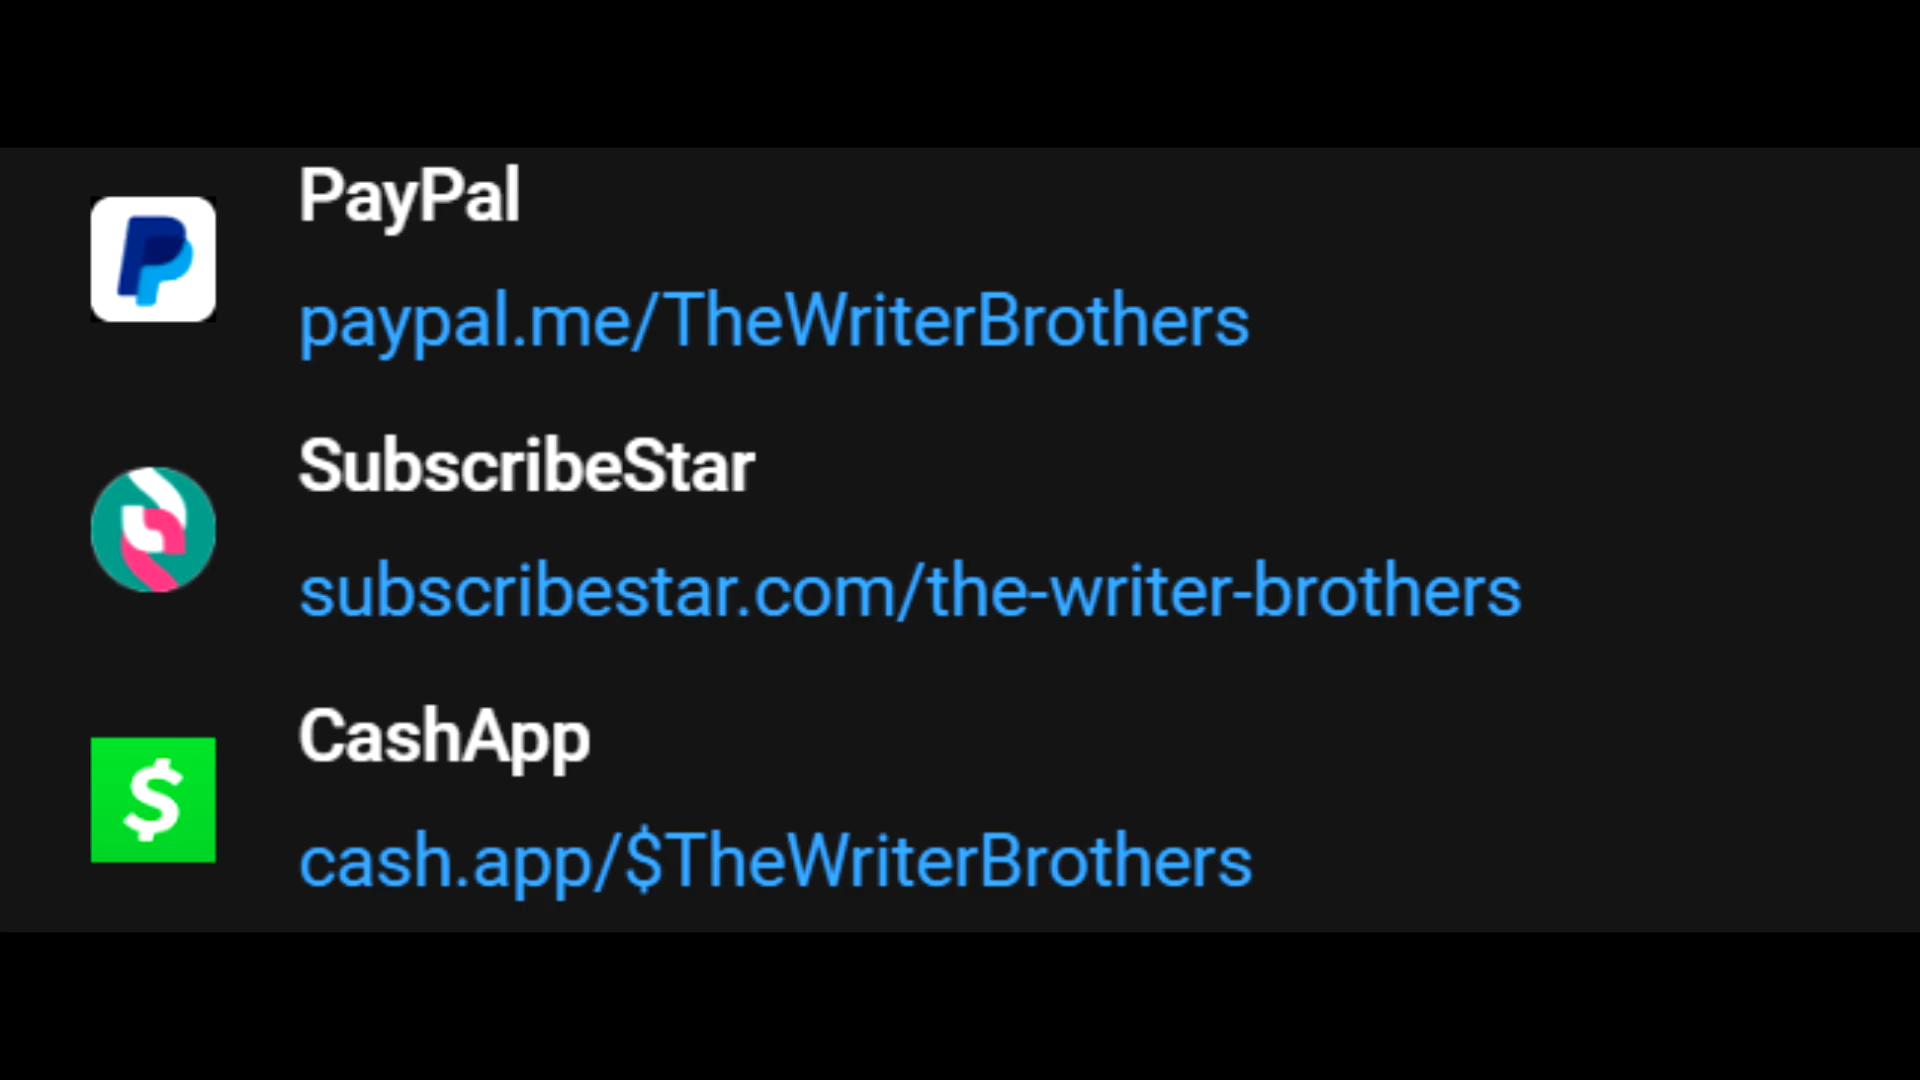 PayPal
paypal.me/TheWriterBrothers
SubscribeStar
subscribestar.com/the-writer-brothers
CashApp
cash.app/$TheWriterBrothers